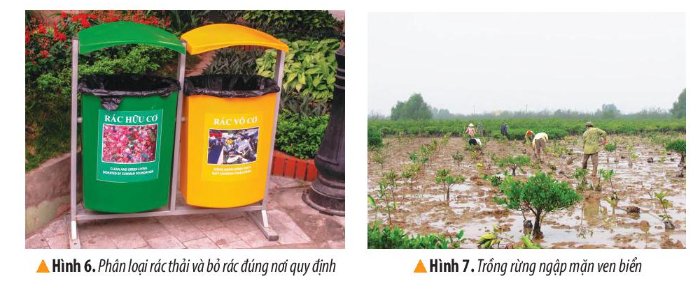 RÁC HỮU CƠ
RÁC VÔ CƠ
Hình 6. Phân loại rác thải và bỏ rác đúng nơi quy định
Hình 7. Trồng rừng ngập mặn ven biển